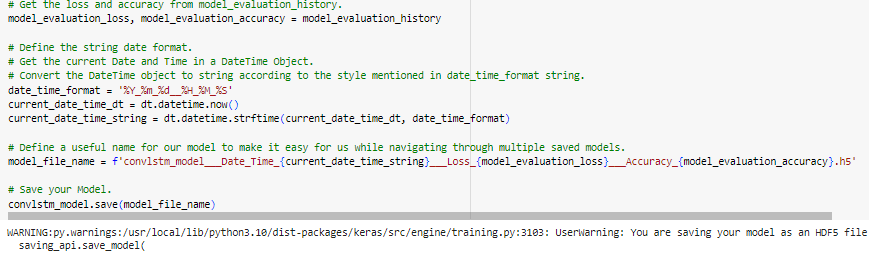 # Get the loss and accuracy from model_evaluation_history.
model_evaluation_loss, model_evaluation_accuracy = model_evaluation_history
# Define the string date format.
# Get the current Date and Time in a DateTime Object.
# Convert the DateTime object to string according to the style mentioned in date_time_format string.
date_time_format = '%Y_%m_%d__%H_%M_%S'
current_date_time_dt = dt.datetime.now()
current_date_time_string = dt.datetime.strftime(current_date_time_dt, date_time_format)
# Define a useful name for our model to make it easy for us while navigating through multiple saved models.
model_file_name = f'convlstm_model___Date_Time_{current_date_time_string}___Loss_{model_evaluation_loss}___Accuracy_{model_evaluation_accuracy}.h5'
# Save your Model.
convlstm_model.save(model_file_name)
WARNING:py.warnings:/usr/local/lib/python3.10/dist-packages/keras/src/engine/training.py:3103: UserWarning: You are saving your model as an HDF5 file
saving_api.save_model(